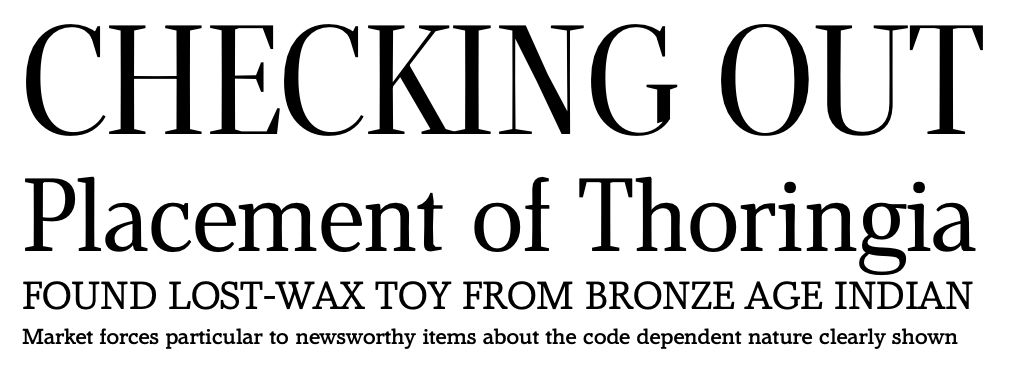 CHECKING OUT
Placement of Thoringia
FOUND LOST-WAX TOY FROM BRONZE AGE INDIAN
Market forces particular to newsworthy items about the code dependent nature clearly shown